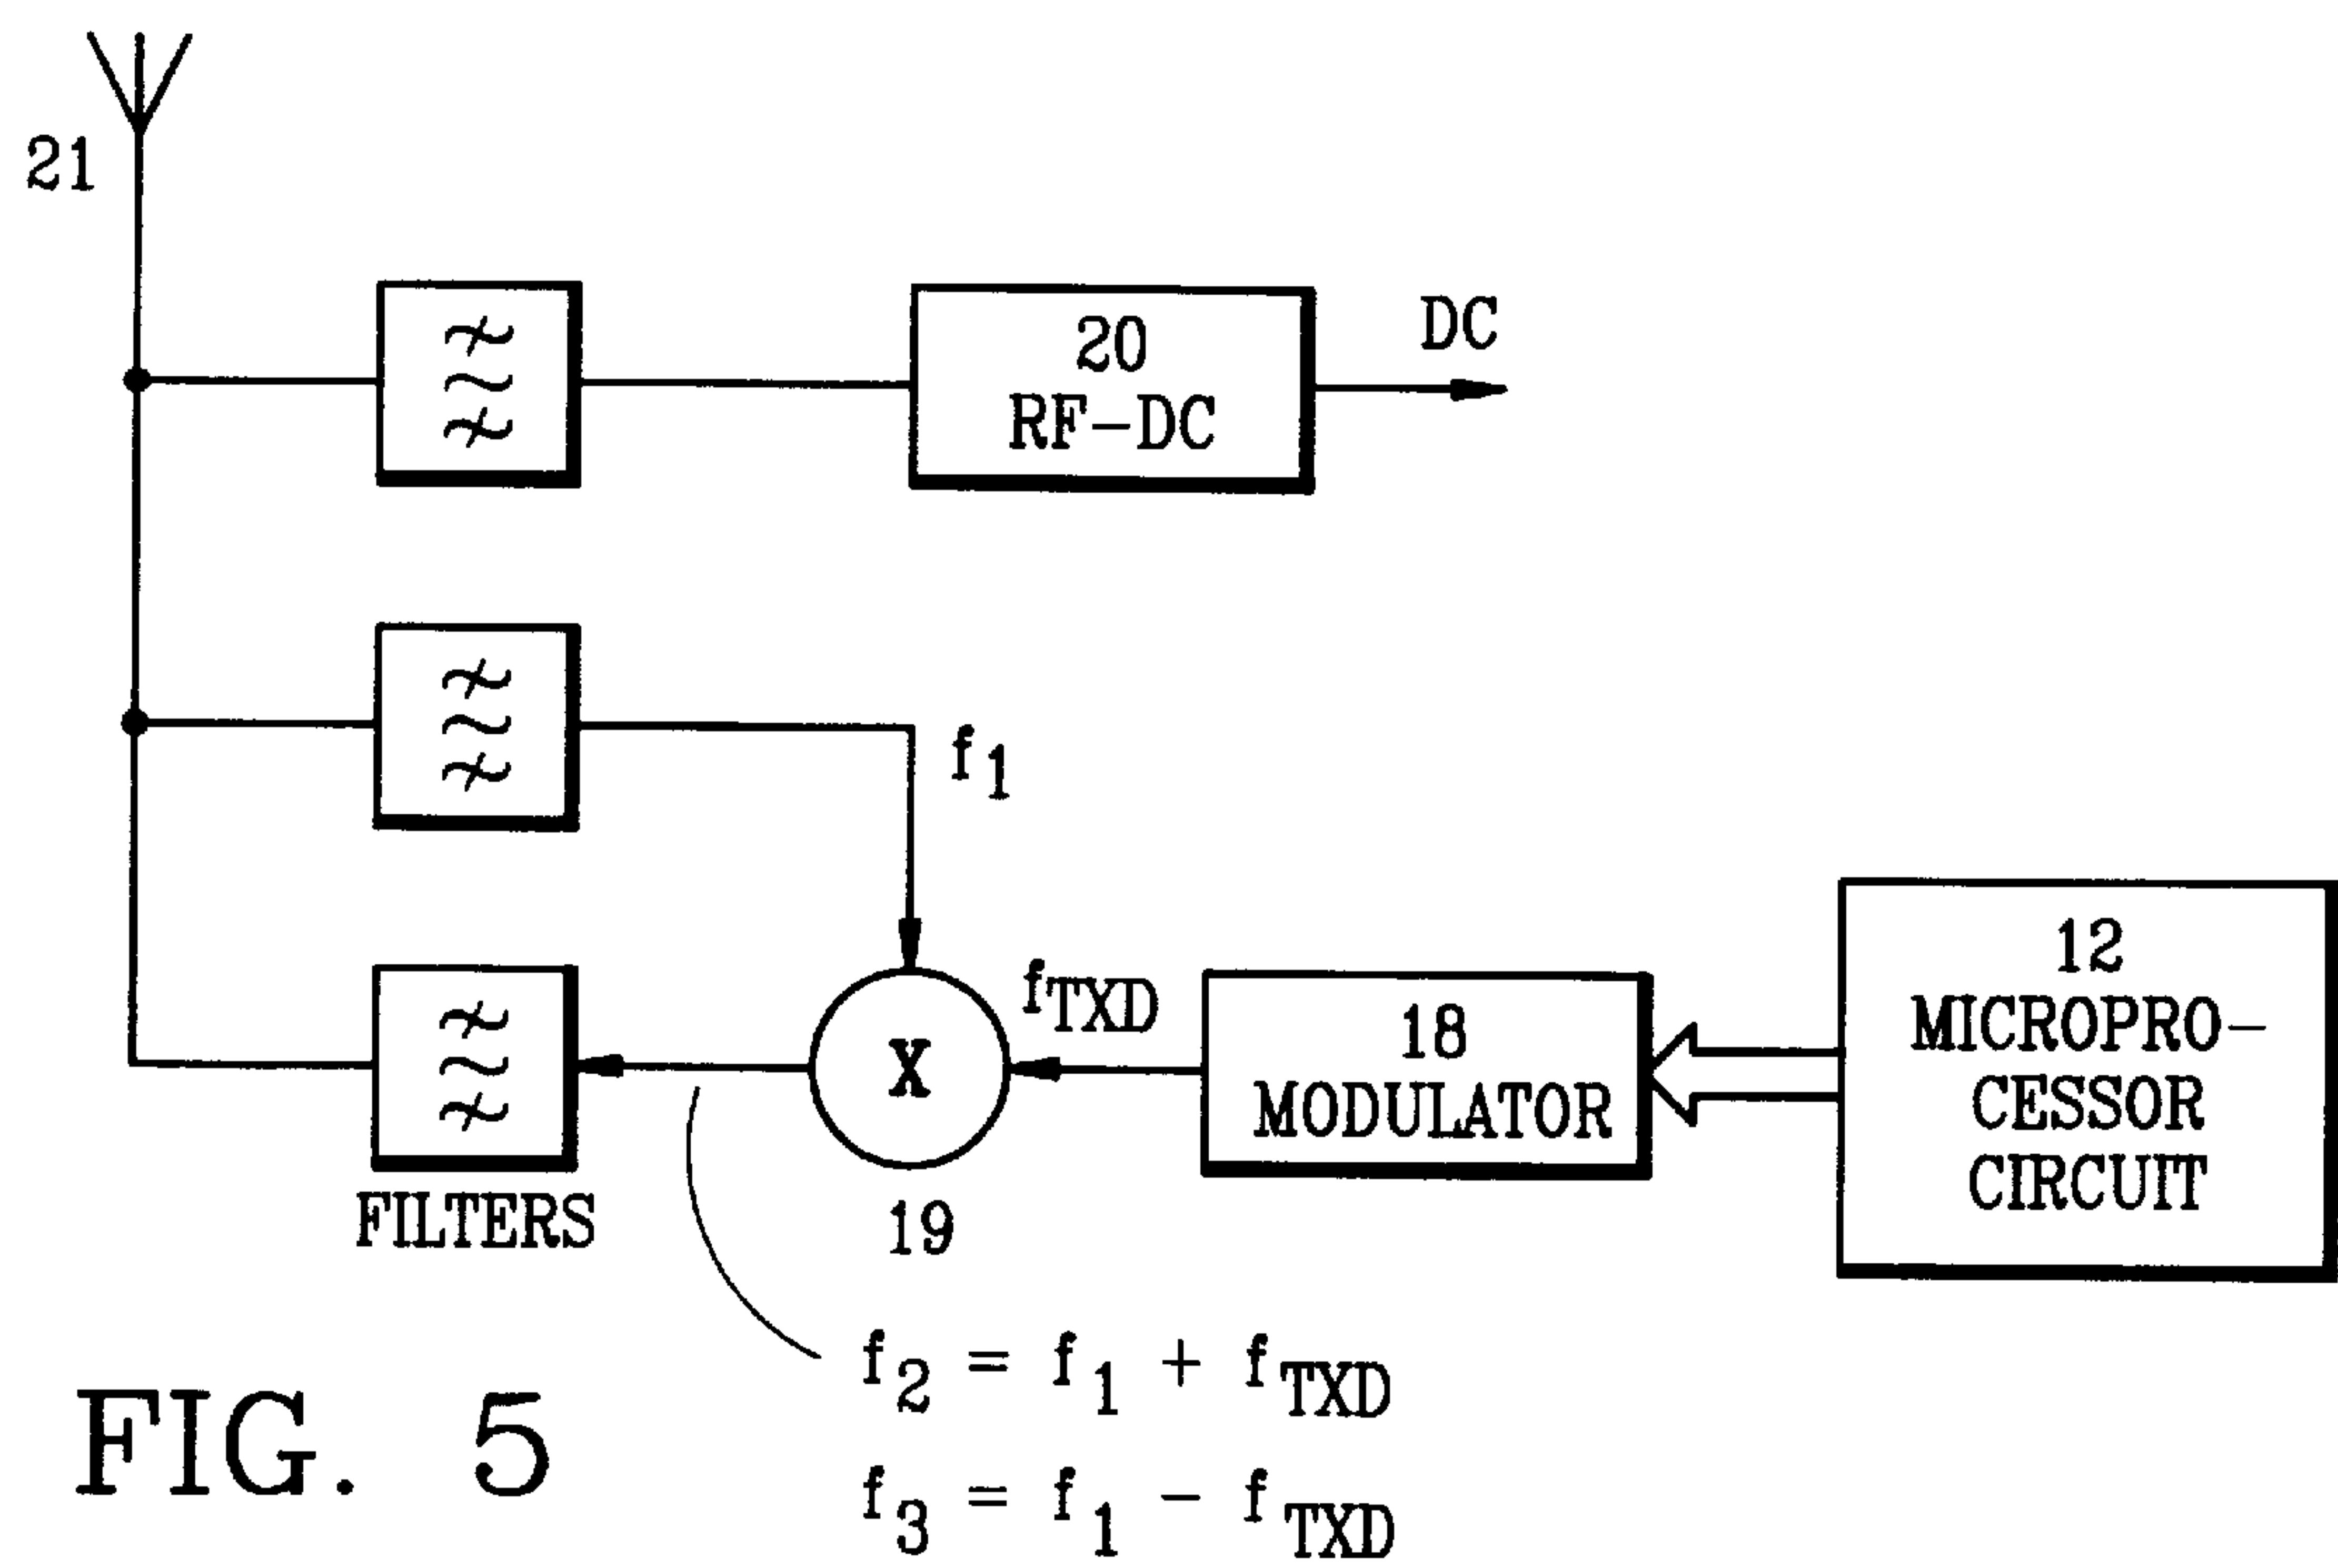 21
20
RF-DC
DC
f1
fTXD
12
MICROPRO-
CESSOR
CIRCUIT
18
MODULATOR
X
19
FILTERS
f2 = f1 + fTXD
f3 = f1 - fTXD
FIG. 5